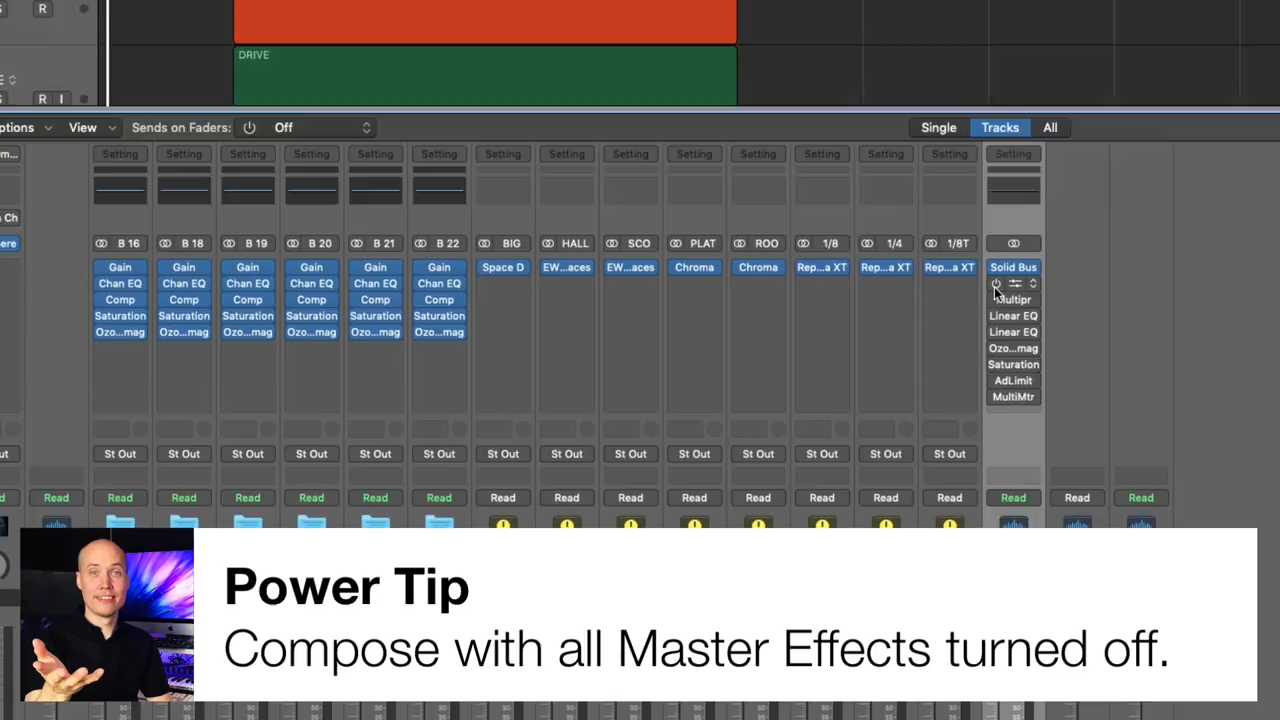 R
DRIVE
E
S R I
ptions View Sends on Faders: Off Single Tracks All
m... Setting Setting Setting Setting Setting Setting Setting Setting Setting Setting Setting Setting Setting Setting Setting
Ch
ere B 16 B 18 B 19 B 20 B 21 B 22 BIG HALL SCO PLAT ROO 1/8 1/4 1/8T
Gain Gain Gain Gain Gain Gain Space D EW...aces EW...aces Chroma Chroma Rep...a XT Rep...a XT Rep...a XT Solid Bus
Chan EQ Chan EQ Chan EQ Chan EQ Chan EQ Chan EQ
Comp Comp Comp Comp Comp Comp Multipr
Saturation Saturation Saturation Saturation Saturation Saturation Linear EQ
Ozo...mag Ozo...mag Ozo...mag Ozo...mag Ozo...mag Ozo...mag Linear EQ
Ozo...mag
Saturation
AdLimit
MultiMtr
ut St Out St Out St Out St Out St Out St Out St Out St Out St Out St Out St Out St Out St Out St Out
d Read Read Read Read Read Read Read Read Read Read Read Read Read Read Read Read Read Read
Power Tip
Compose with all Master Effects turned off.